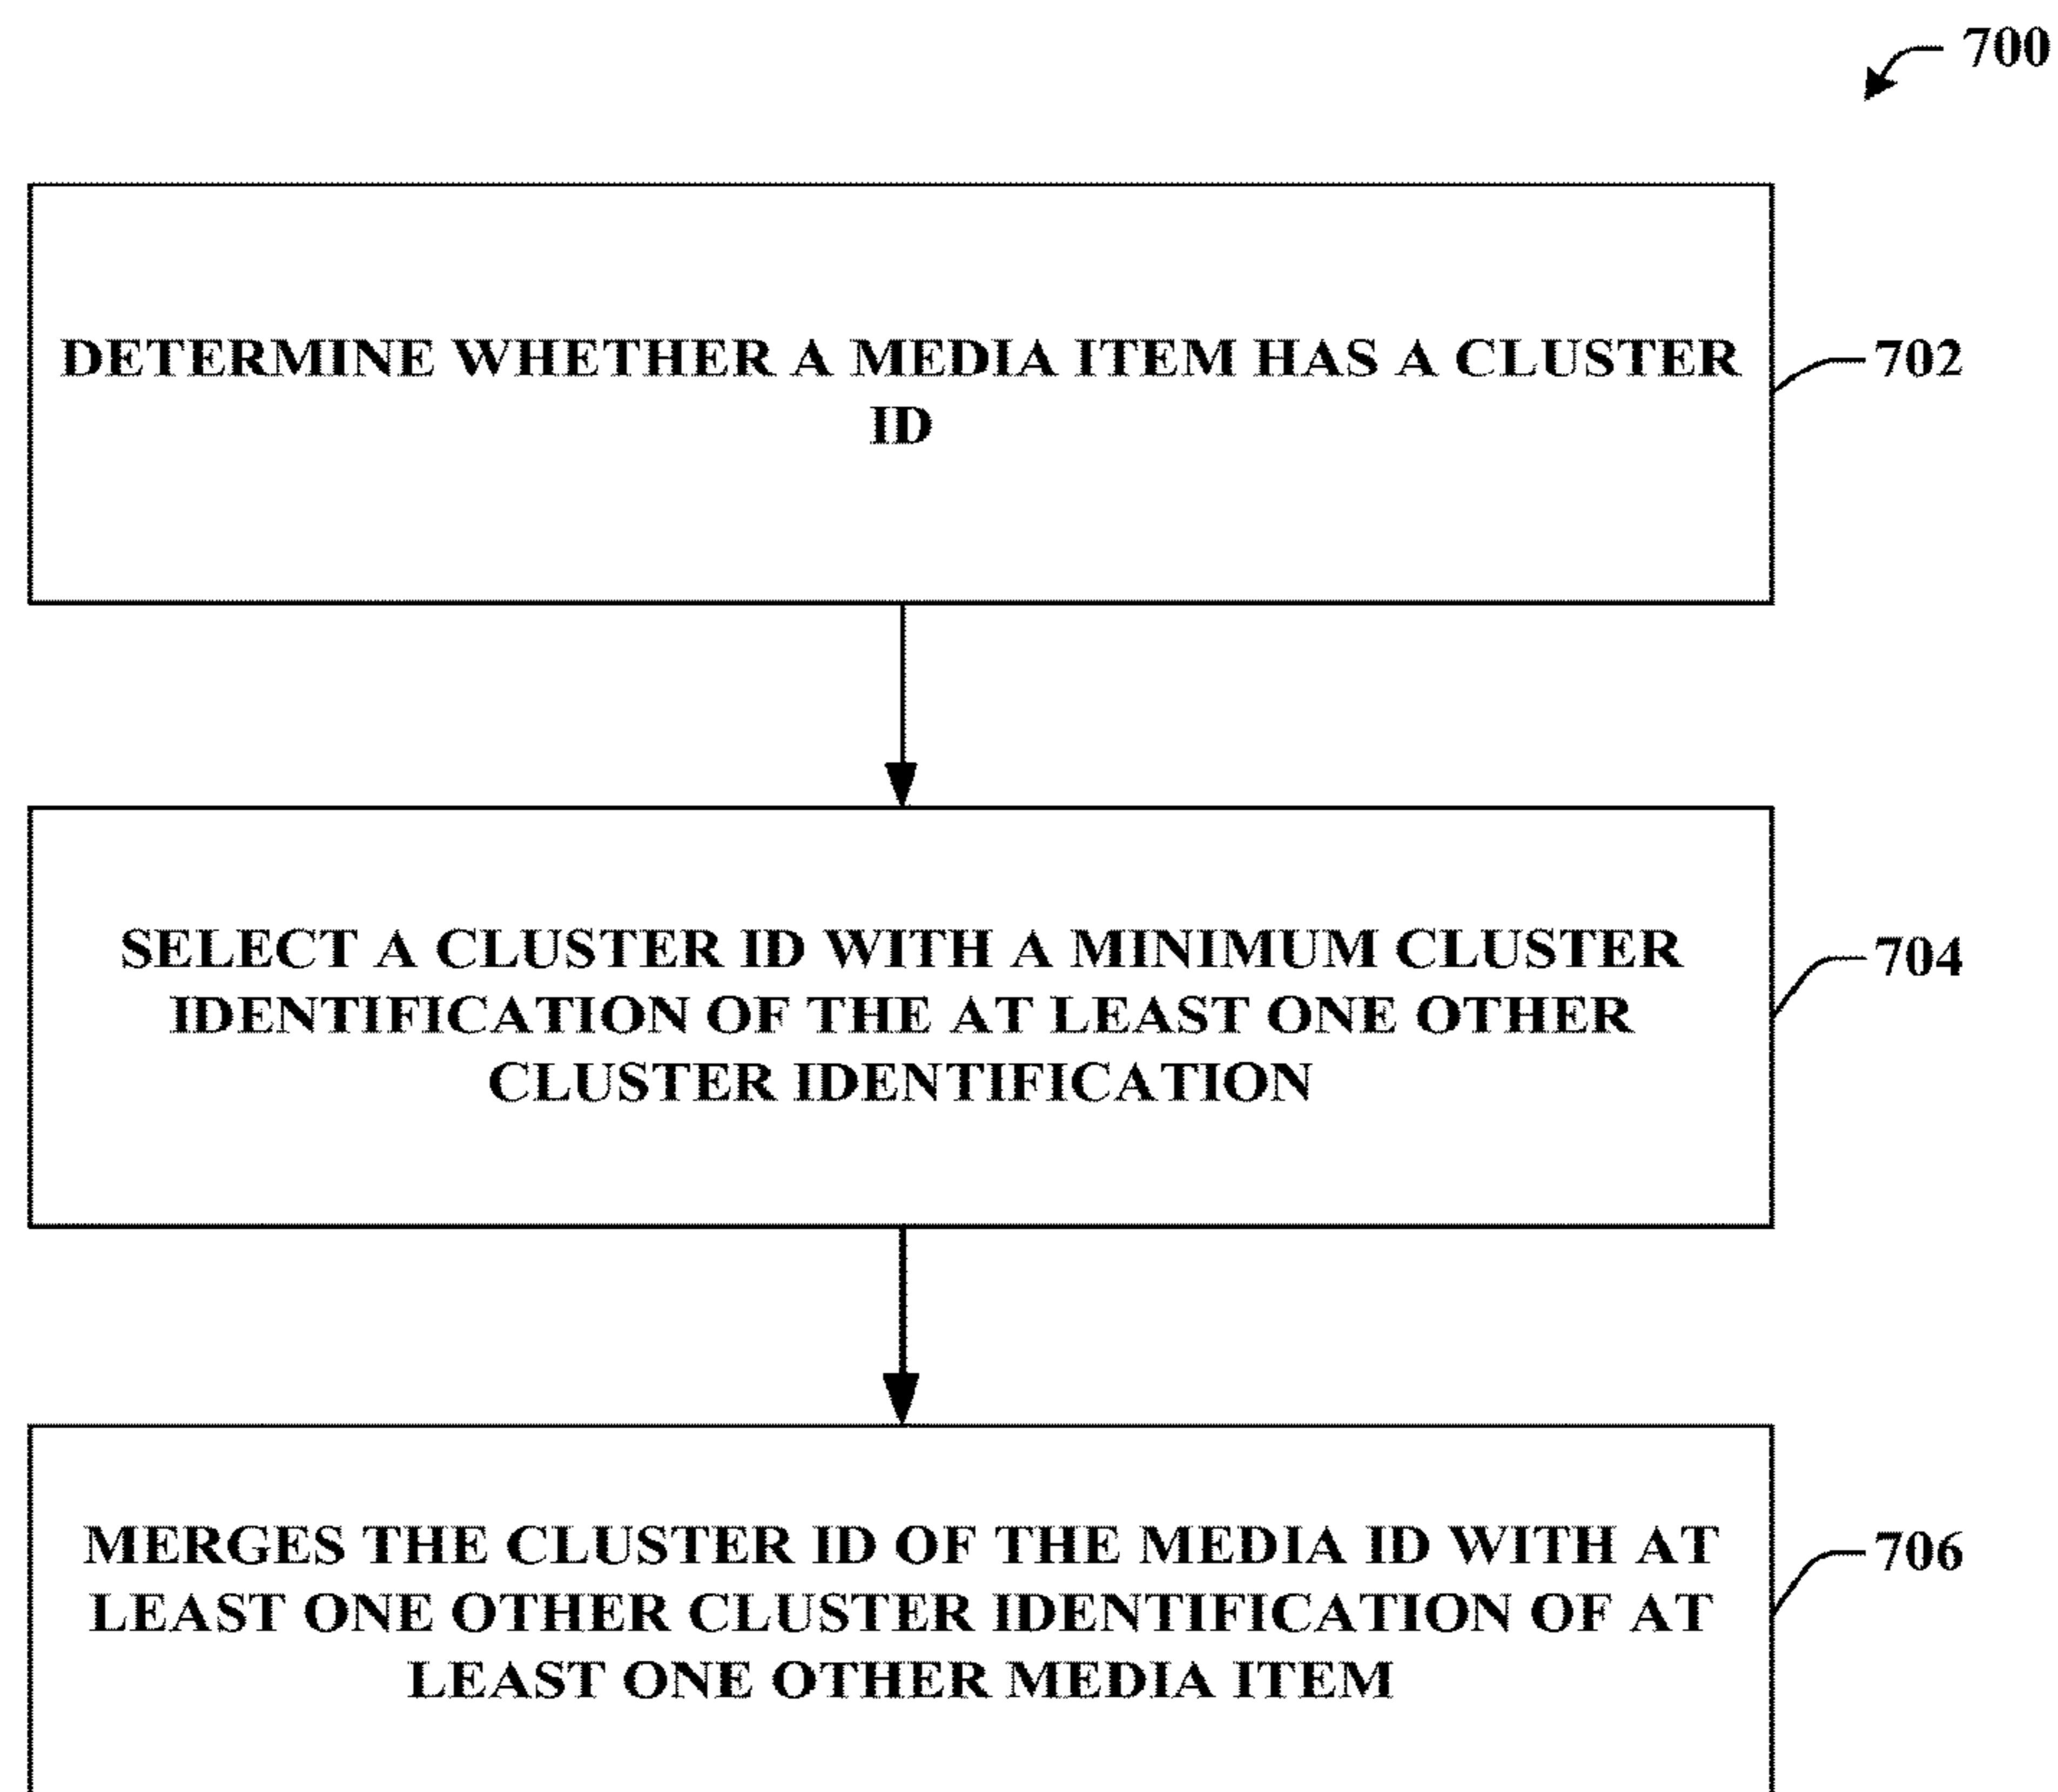 700
DETERMINE WHETHER A MEDIA ITEM HAS A CLUSTER
ID
702
SELECT A CLUSTER ID WITH A MINIMUM CLUSTER
IDENTIFICATION OF THE AT LEAST ONE OTHER
CLUSTER IDENTIFICATION
704
MERGES THE CLUSTER ID OF THE MEDIA ID WITH AT
LEAST ONE OTHER CLUSTER IDENTIFICATION OF AT
LEAST ONE OTHER MEDIA ITEM
706